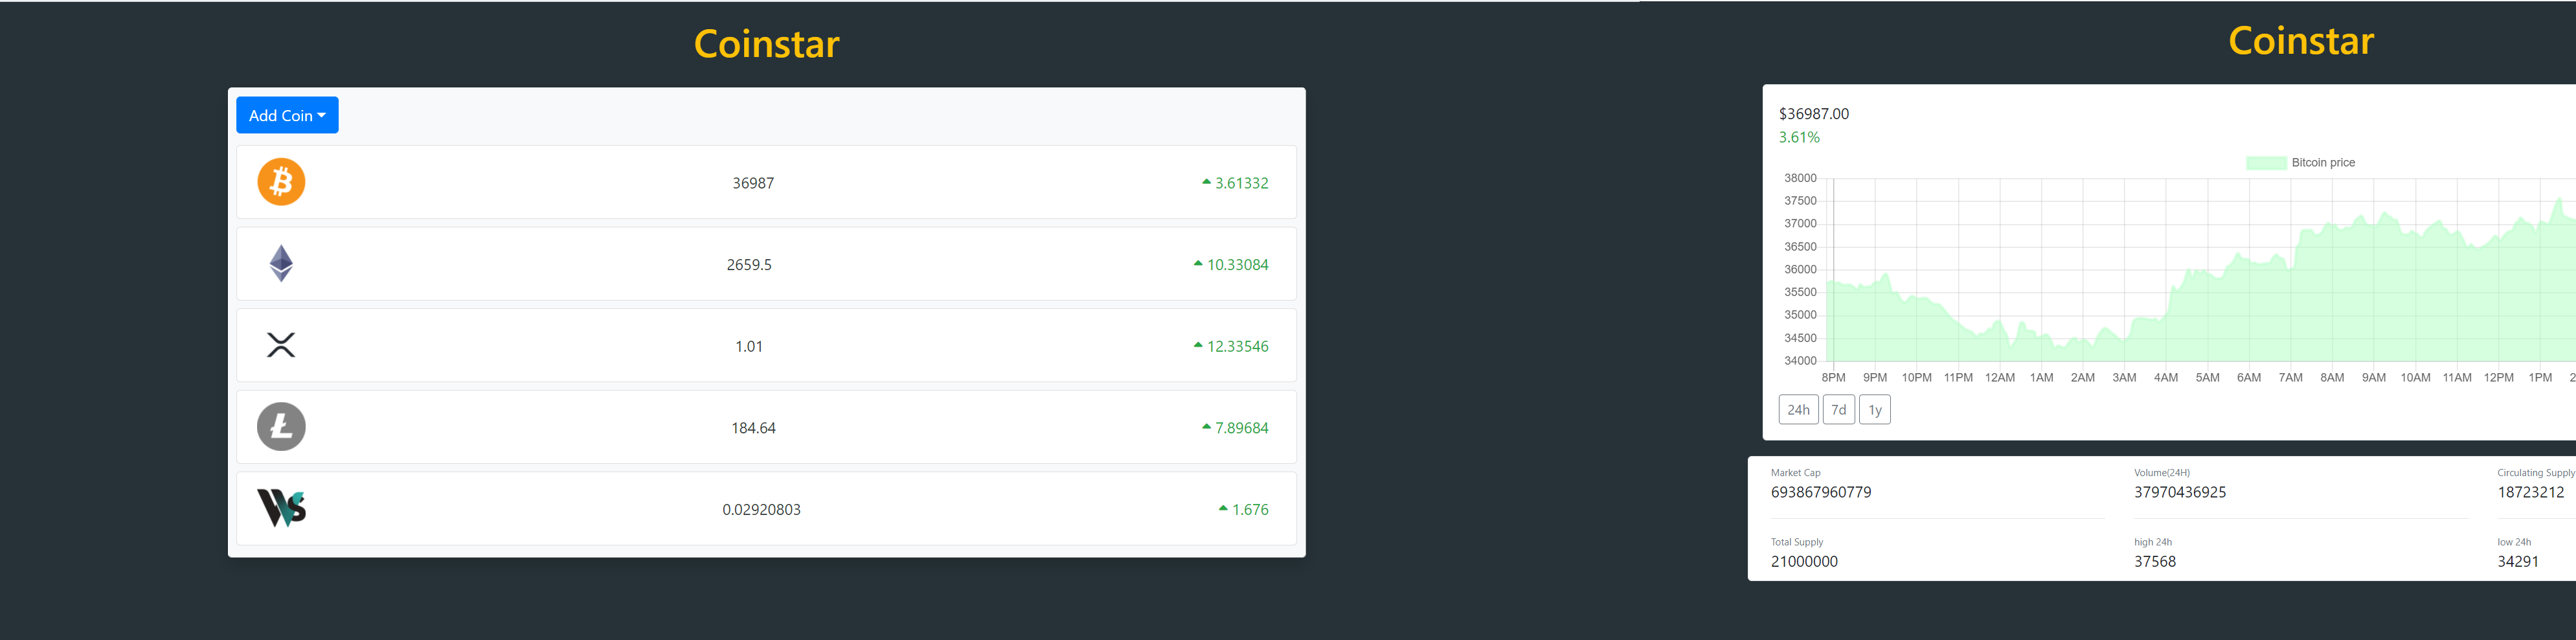 Coinstar
Add Coin
36987 3.61332
2659.5 10.33084
1.01 12.33546
184.64 7.89684
0.02920803 1.676
Coinstar
$36987.00
3.61%
Bitcoin price
38000
37500
37000
36500
36000
35500
35000
34500
34000
8PM 9PM 10PM 11PM 12AM 1AM 2AM 3AM 4AM 5AM 6AM 7AM 8AM 9AM 10AM 11AM 12PM 1PM 2
24h 7d 1y
Market Cap Volume(24H) Circulating Supply
693867960779 37970436925 18723212
Total Supply high 24h low 24h
21000000 37568 34291